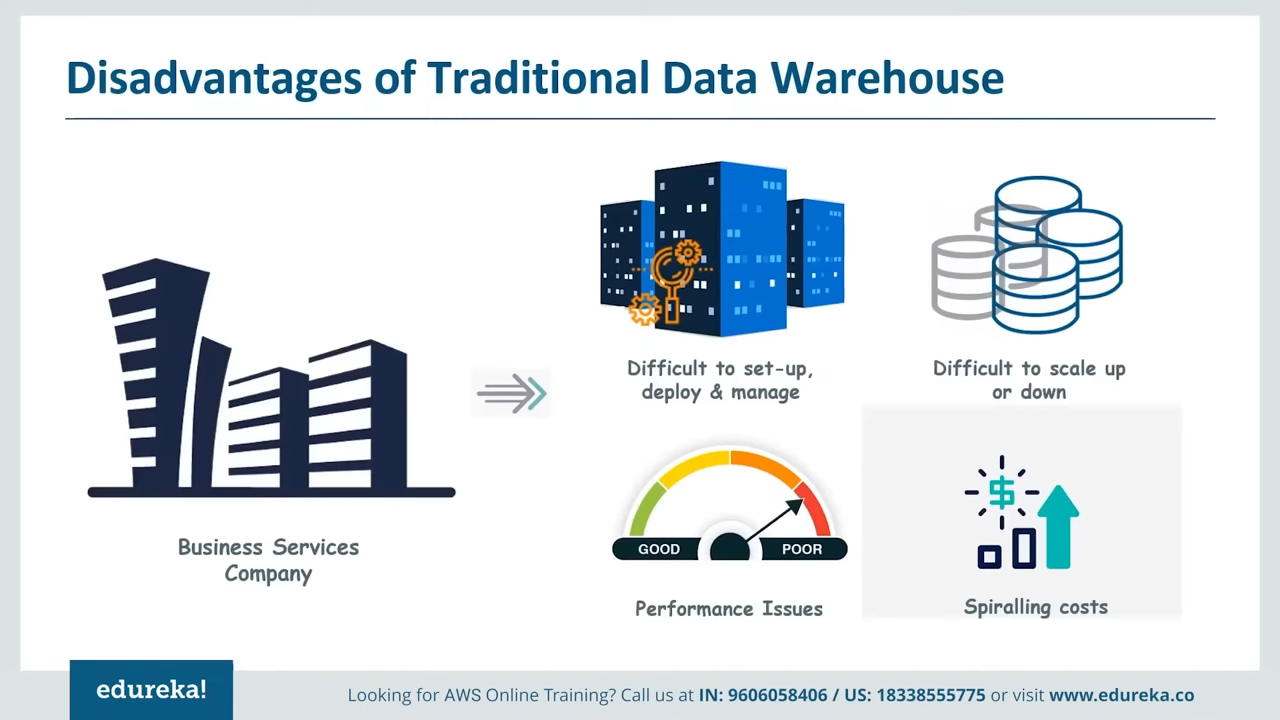 Disadvantages of Traditional Data Warehouse
Business Services
Company
Difficult to set-up,
deploy & manage
Difficult to scale up
or down
GOOD
POOR
Performance Issues
$
Spiralling costs
edureka!
Looking for AWS Online Training? Call us at IN: 9606058406 / US: 18338555775 or visit www.edureka.co